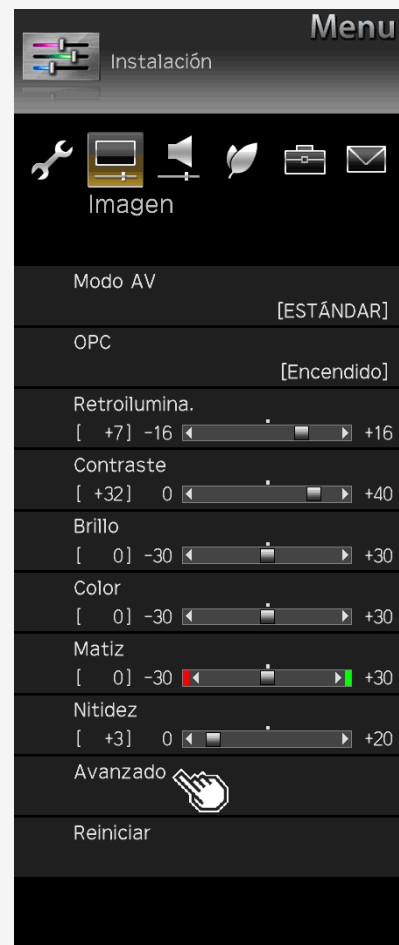 Menu
Instalación
Imagen
Modo AV
[ESTÁNDAR]
OPC
[Encendido]
Retroilumina.
[ +7] -16 +16
Contraste
[ +32] 0 +40
Brillo
[ 0] -30 +30
Color
[ 0] -30 +30
Matiz
[ 0] -30 +30
Nitidez
[ +3] 0 +20
Avanzado
Reiniciar